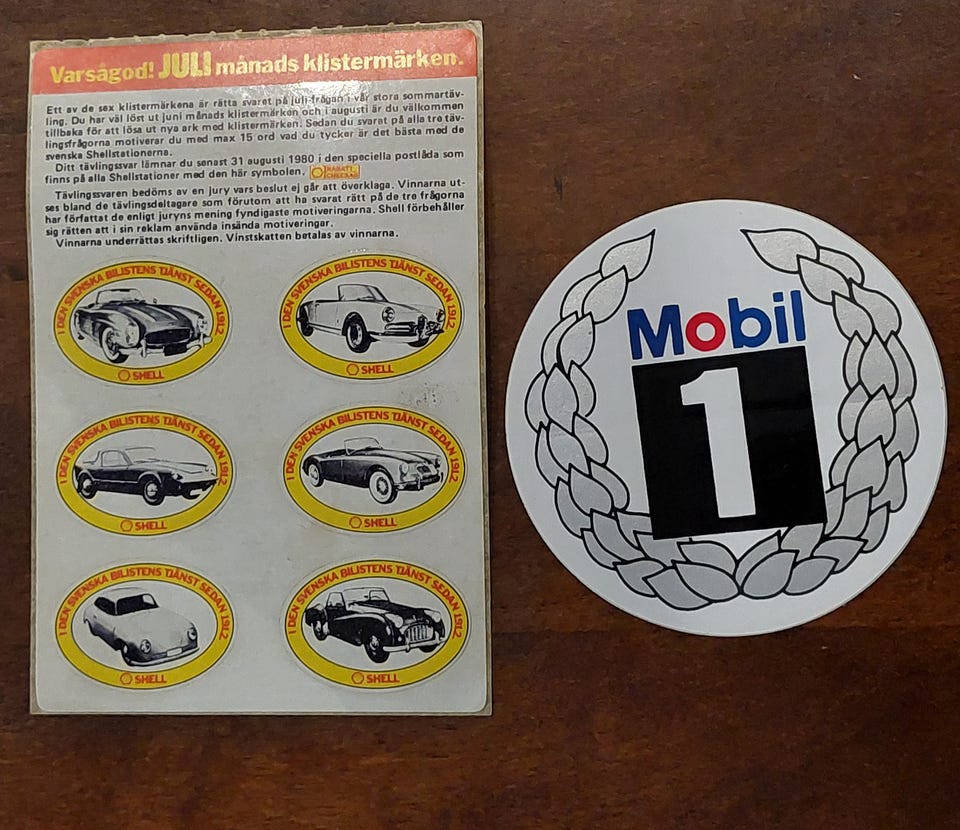 Varsågod! JULI månads klistermärken.
Ett av de sex klistermärkena är rätta svaret på juli-frågan i vår stora sommartäv-
ling. Du har väl löst ut juni månads klistermärken och i augusti är du välkommen
tillbaka för att lösa ut nya ark med klistermärken. Sedan du svarat på alla tre täv-
lingsfrågorna motiverar du med max 15 ord vad du tycker är det bästa med de
svenska Shellstationerna.
Ditt tävlingssvar lämnar du senast 31 augusti 1980 i den speciella postlåda som
finns på alla Shellstationer med den här symbolen. RABATT-
CHECKAR
Tävlingssvaren bedöms av en jury vars beslut ej går att överklaga. Vinnarna ut-
ses bland de tävlingsdeltagare som förutom att ha svarat rätt på de tre frågorna
har författat de enligt juryns mening fyndigaste motiveringarna. Shell förbehåller
sig rätten att i sin reklam använda insända motiveringar.
Vinnarna underrättas skriftligen. Vinstskatten betalas av vinnarna.
I DEN SVENSKA BILISTENS TJÄNST SEDAN 1912
SHELL
I DEN SVENSKA BILISTENS TJÄNST SEDAN 1912
SHELL
I DEN SVENSKA BILISTENS TJÄNST SEDAN 1912
SHELL
I DEN SVENSKA BILISTENS TJÄNST SEDAN 1912
SHELL
I DEN SVENSKA BILISTENS TJÄNST SEDAN 1912
SHELL
I DEN SVENSKA BILISTENS TJÄNST SEDAN 1912
SHELL
Mobil
1